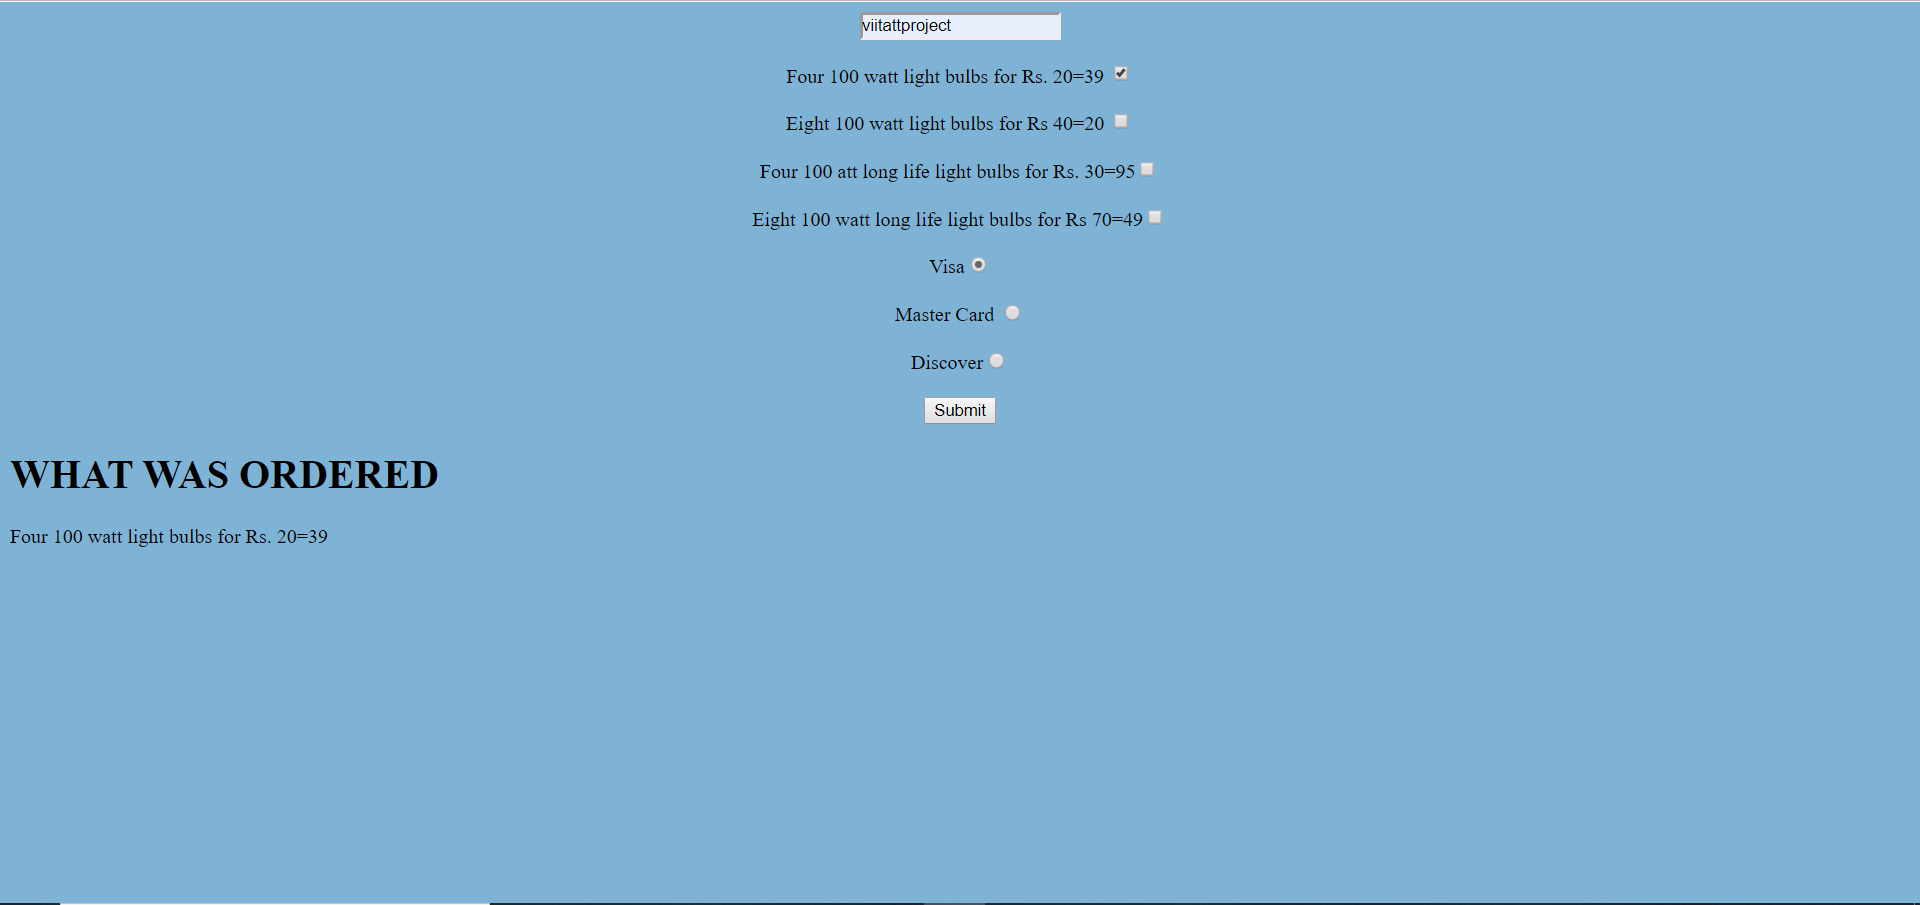 viitattproject
Four 100 watt light bulbs for Rs. 20=39
Eight 100 watt light bulbs for Rs 40=20
Four 100 att long life light bulbs for Rs. 30=95
Eight 100 watt long life light bulbs for Rs 70=49
Visa
Master Card
Discover
Submit
WHAT WAS ORDERED
Four 100 watt light bulbs for Rs. 20=39